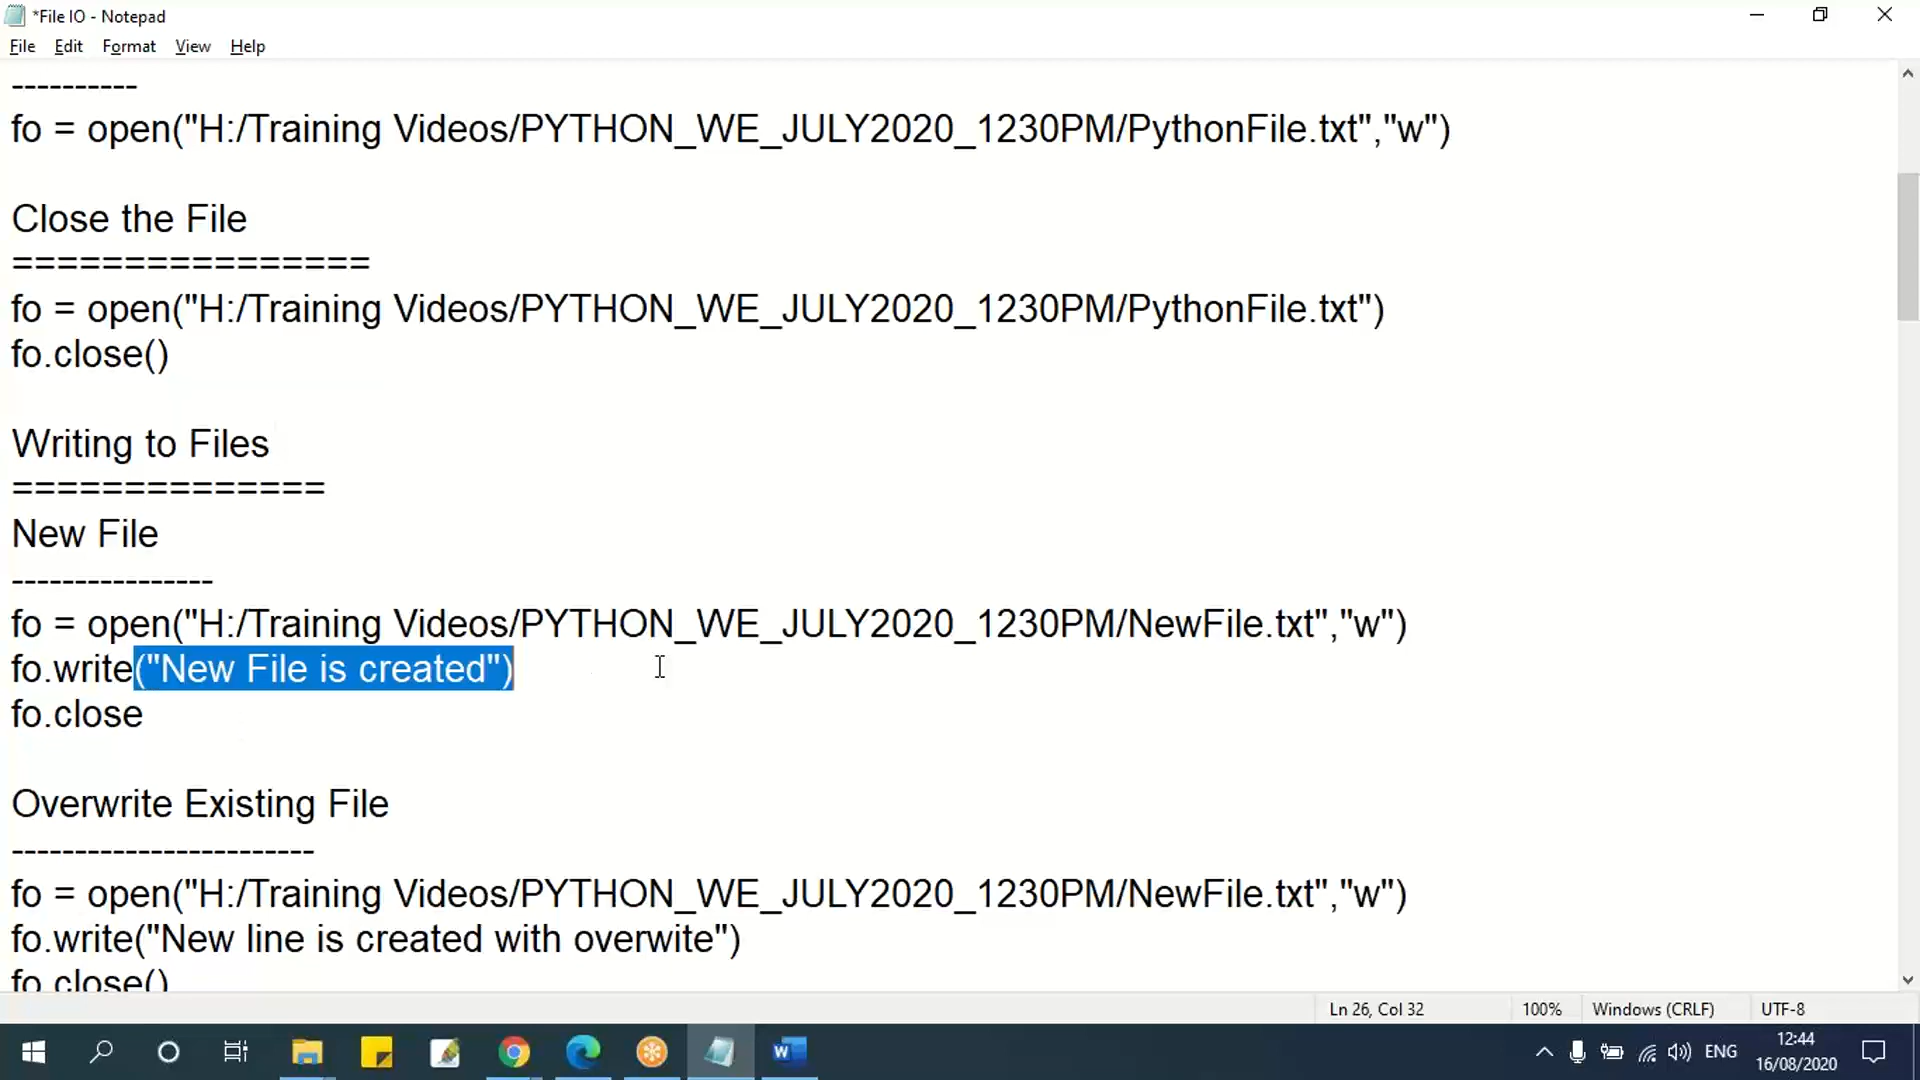 *File IO - Notepad
File Edit Format View Help
----------
fo = open("H:/Training Videos/PYTHON_WE_JULY2020_1230PM/PythonFile.txt","w")
Close the File
================
fo = open("H:/Training Videos/PYTHON_WE_JULY2020_1230PM/PythonFile.txt")
fo.close()
Writing to Files
==============
New File
----------------
fo = open("H:/Training Videos/PYTHON_WE_JULY2020_1230PM/NewFile.txt","w")
fo.write("New File is created")
fo.close
Overwrite Existing File
------------------------
fo = open("H:/Training Videos/PYTHON_WE_JULY2020_1230PM/NewFile.txt","w")
fo.write("New line is created with overwite")
fo.close()
Ln 26, Col 32 100% Windows (CRLF) UTF-8
ENG 12:44
16/08/2020